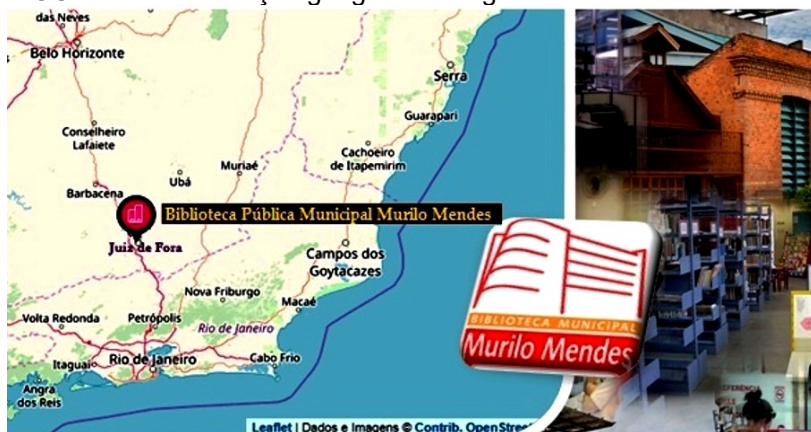 das Neves
Belo Horizonte
Serra
Guarapari
Conselheiro
Lafaiete
Cachoeiro
de Itapemirim
Muriaé
Ubá
Barbacena
Biblioteca Pública Municipal Murilo Mendes
Juiz de Fora
Campos dos
Goytacazes
Nova Friburgo
Macaé
Volta Redonda
Petrópolis
Rio de Janeiro
Itaguaí
Rio de Janeiro
Cabo Frio
Angra
dos Reis
BIBLIOTECA MUNICIPAL
Murilo Mendes
Leaflet | Dados e Imagens © Contrib. OpenStree